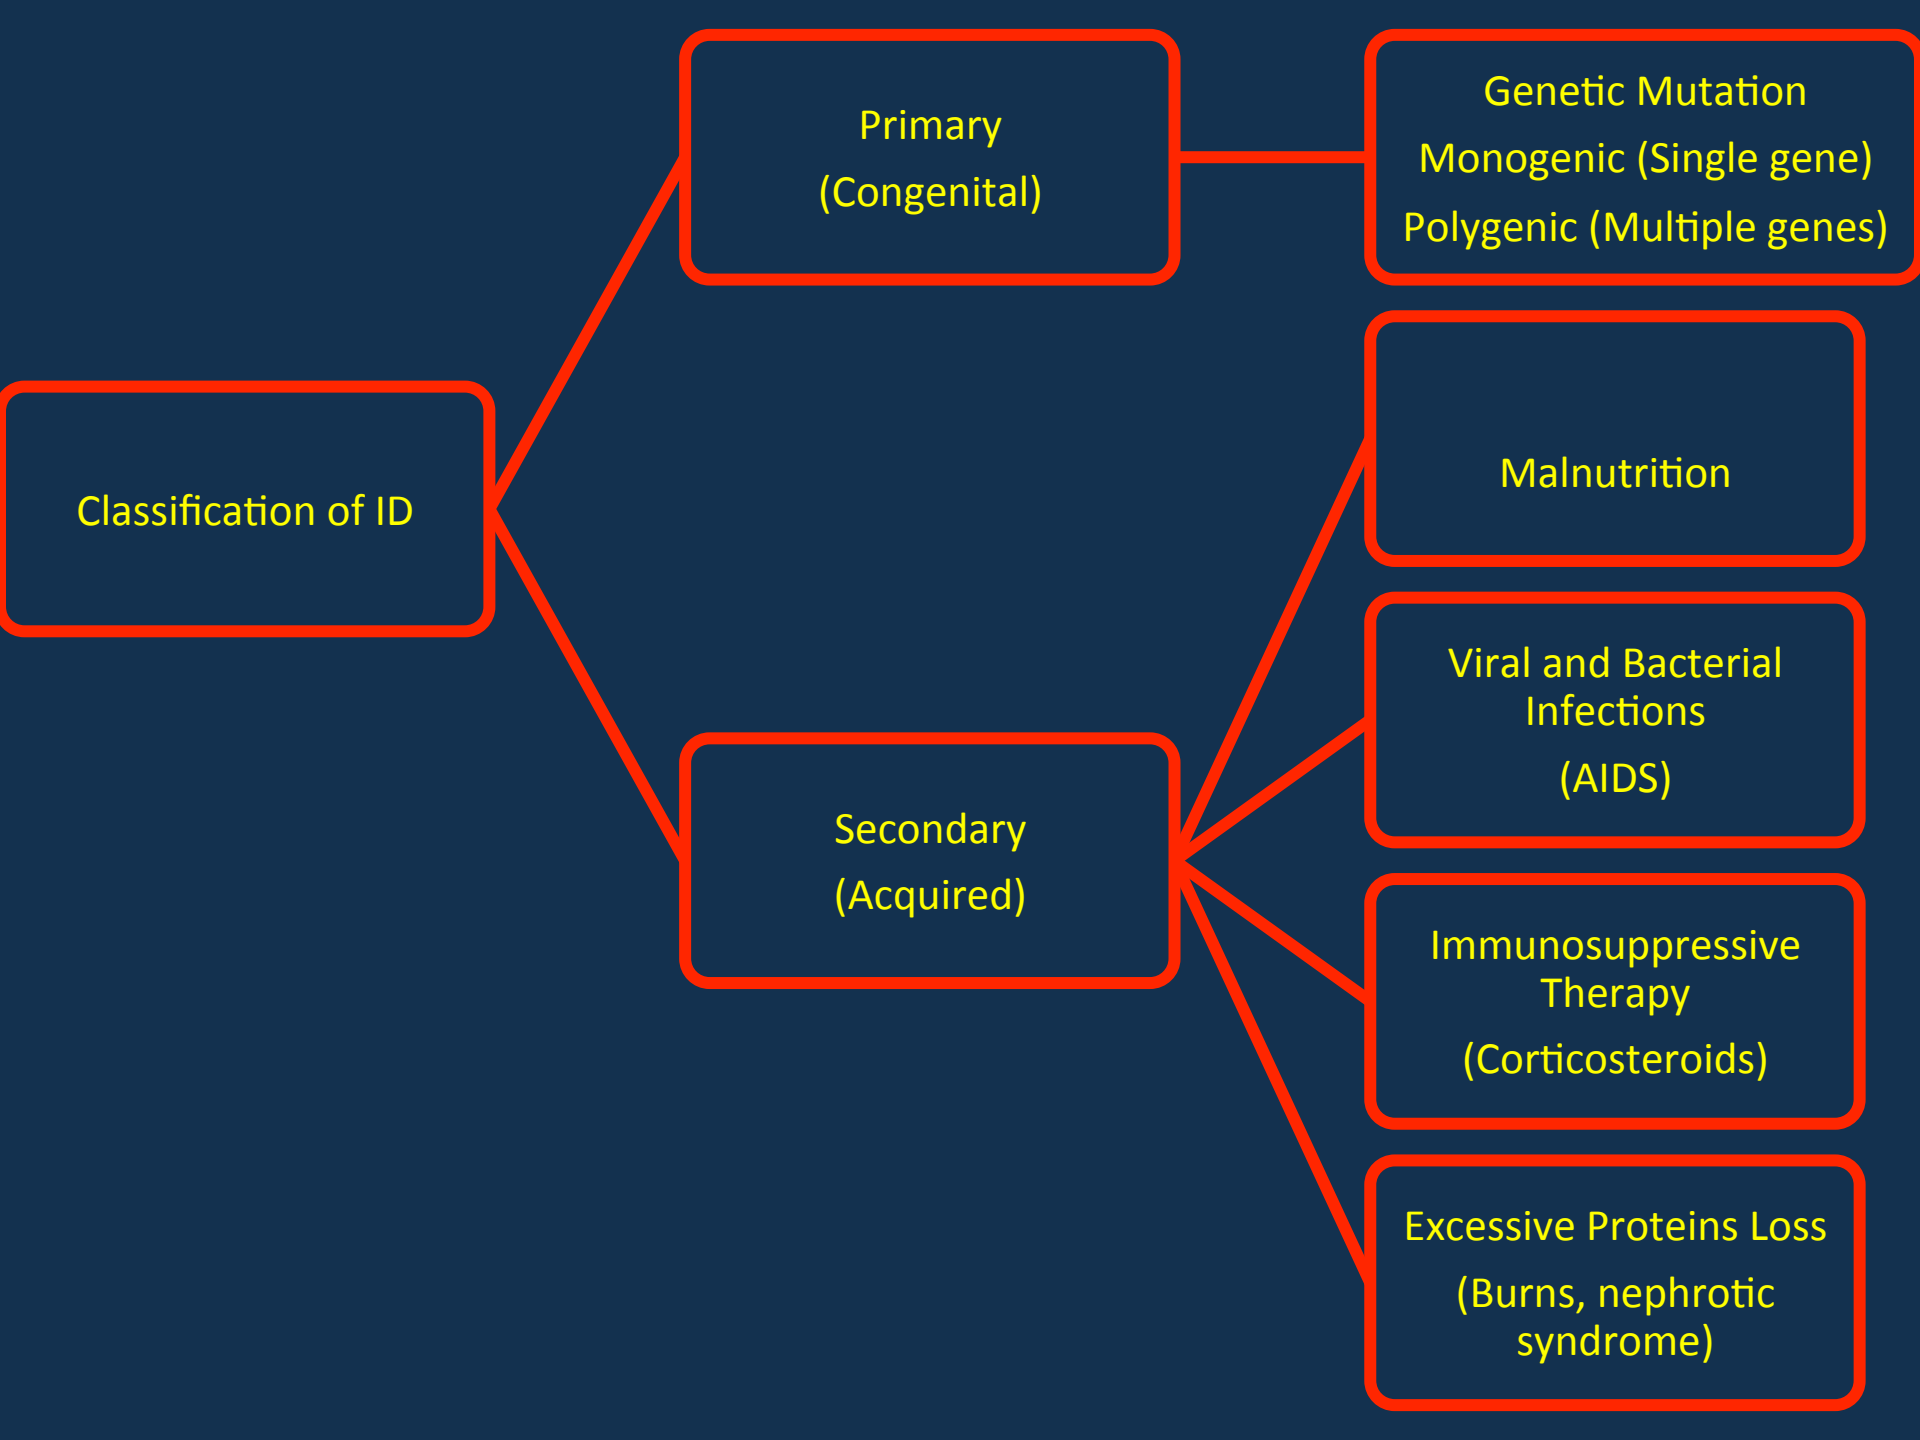 Classification of ID
Primary
(Congenital)
Genetic Mutation
Monogenic (Single gene)
Polygenic (Multiple genes)
Secondary
(Acquired)
Malnutrition
Viral and Bacterial
Infections
(AIDS)
Immunosuppressive
Therapy
(Corticosteroids)
Excessive Proteins Loss
(Burns, nephrotic
syndrome)